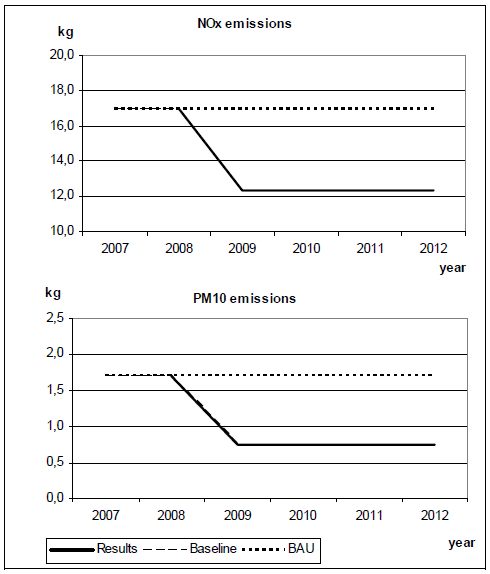 NOx emissions
kg
20,0
18,0
16,0
14,0
12,0
10,0
2007 2008 2009 2010 2011 2012
year
kg
PM10 emissions
2,5
2,0
1,5
1,0
0,5
0,0
2007 2008 2009 2010 2011 2012
year
Results Baseline BAU